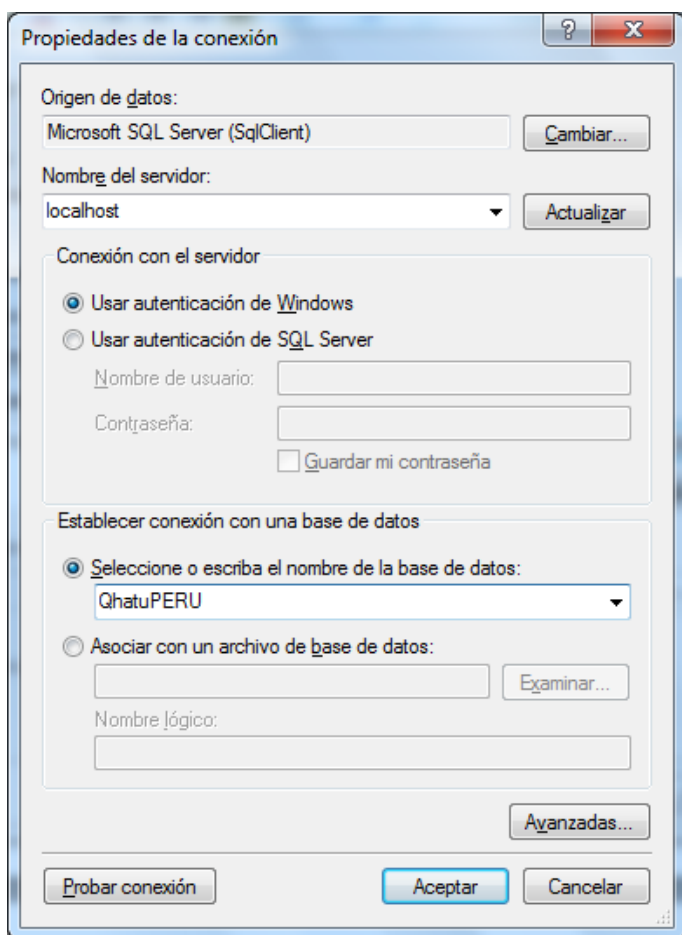 Propiedades de la conexión
Origen de datos:
Microsoft SQL Server (SqlClient)
Cambiar...
Nombre del servidor:
localhost
Actualizar
Conexión con el servidor
Usar autenticación de Windows
Usar autenticación de SQL Server
Nombre de usuario:
Contraseña:
Guardar mi contraseña
Establecer conexión con una base de datos
Seleccione o escriba el nombre de la base de datos:
QhatuPERU
Asociar con un archivo de base de datos:
Examinar...
Nombre lógico:
Avanzadas...
Probar conexión
Aceptar
Cancelar